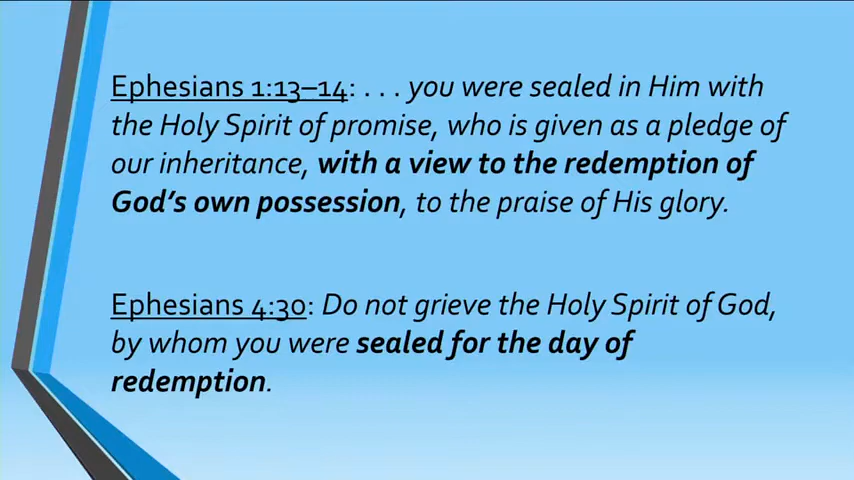 Ephesians 1:13–14: . . . you were sealed in Him with
the Holy Spirit of promise, who is given as a pledge of
our inheritance, with a view to the redemption of
God’s own possession, to the praise of His glory.
Ephesians 4:30: Do not grieve the Holy Spirit of God,
by whom you were sealed for the day of
redemption.